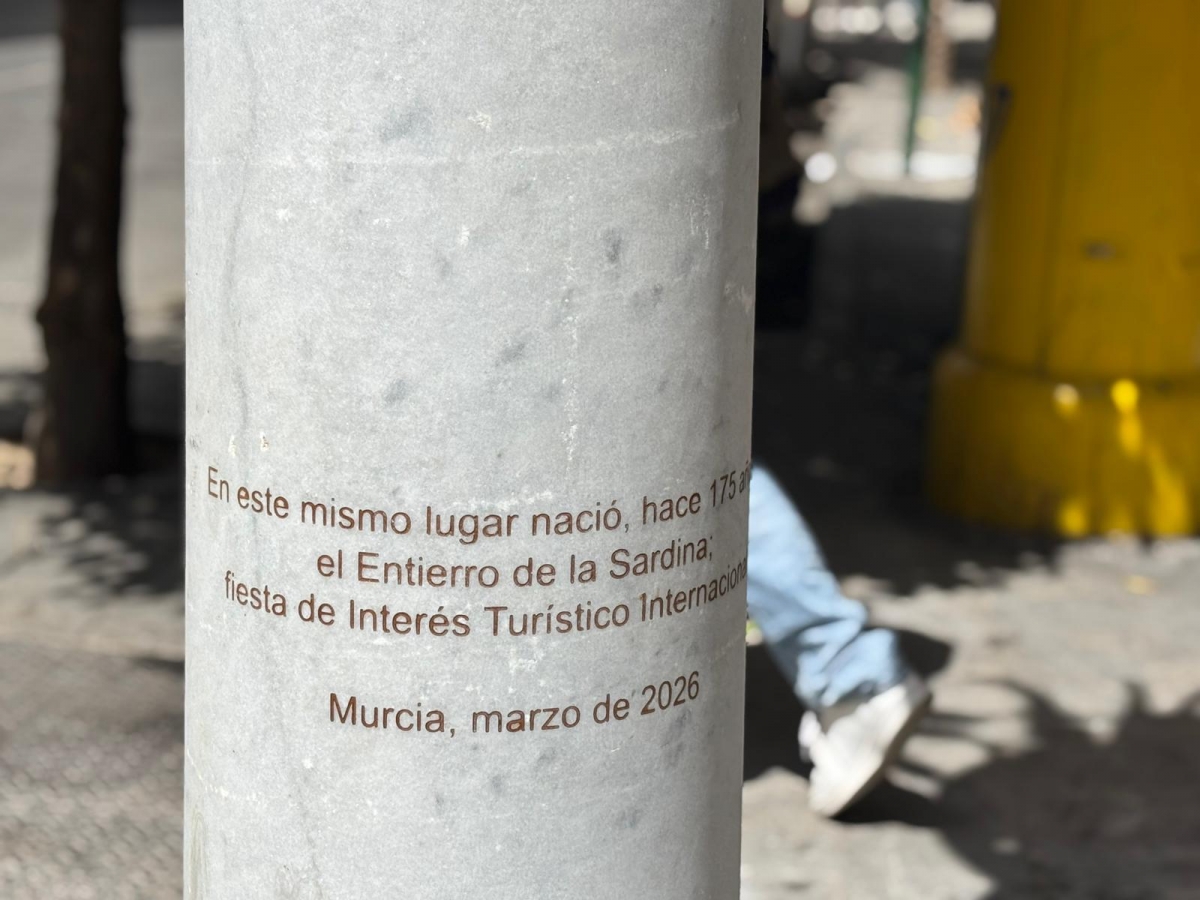 En este mismo lugar nació, hace 175 años
el Entierro de la Sardina;
fiesta de Interés Turístico Internacional
Murcia, marzo de 2026